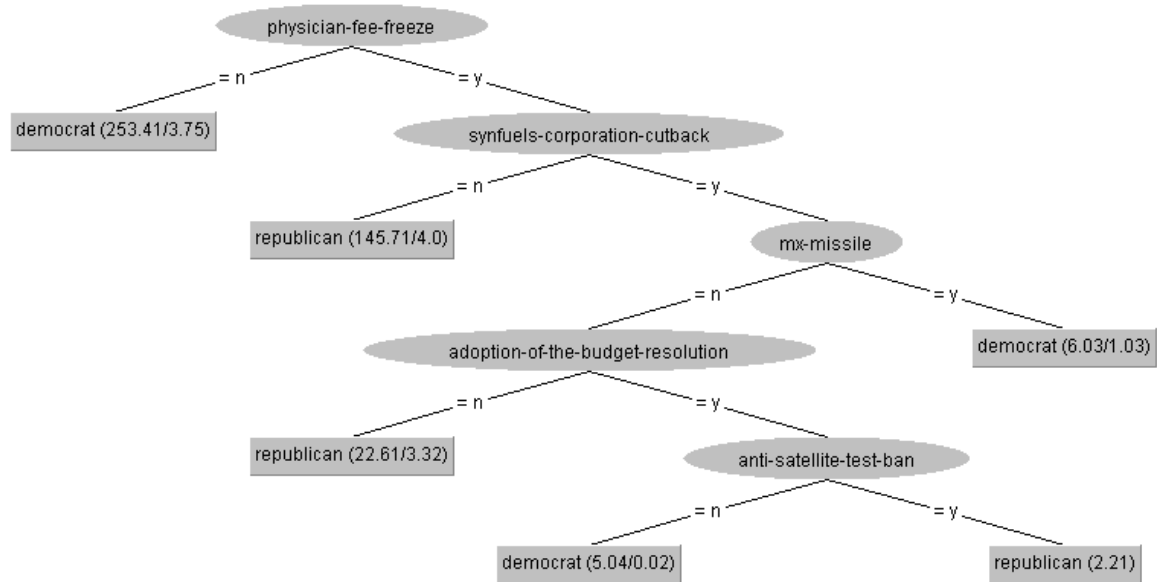 physician-fee-freeze
= n
= y
democrat (253.41/3.75)
synfuels-corporation-cutback
= n
= y
republican (145.71/4.0)
mx-missile
= n
= y
adoption-of-the-budget-resolution
democrat (6.03/1.03)
= n
= y
republican (22.61/3.32)
anti-satellite-test-ban
= n
= y
democrat (5.04/0.02)
republican (2.21)